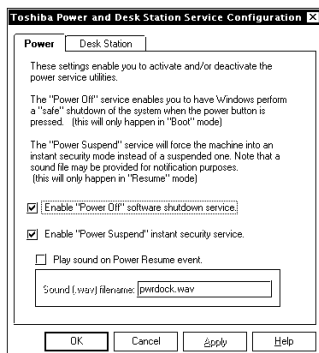 Toshiba Power and Desk Station Service Configuration
Power
Desk Station
These settings enable you to activate and/or deactivate the
power service utilities.
The "Power Off" service enables you to have Windows perform
a "safe" shutdown of the system when the power button is
pressed. (this will only happen in "Boot" mode)
The "Power Suspend" service will force the machine into an
instant security mode instead of a suspended one. Note that a
sound file may be provided for notification purposes.
(this will only happen in "Resume" mode)
Enable "Power Off" software shutdown service.
Enable "Power Suspend" instant security service.
Play sound on Power Resume event.
Sound (.wav) filename: pwrdock.wav
OK
Cancel
Apply
Help